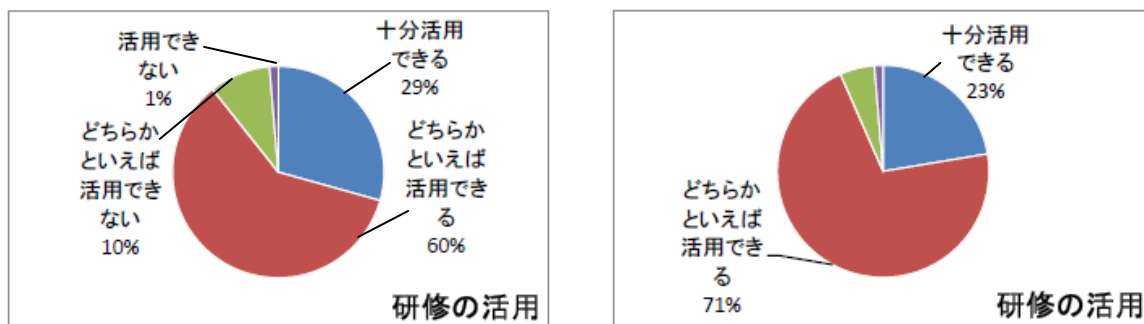 活用でき
ない
1%
十分活用
できる
29%
どちらか
といえば
活用でき
ない
10%
どちらか
といえば
活用でき
る
60%
研修の活用
十分活用
できる
23%
どちらか
といえば
活用でき
る
71%
研修の活用